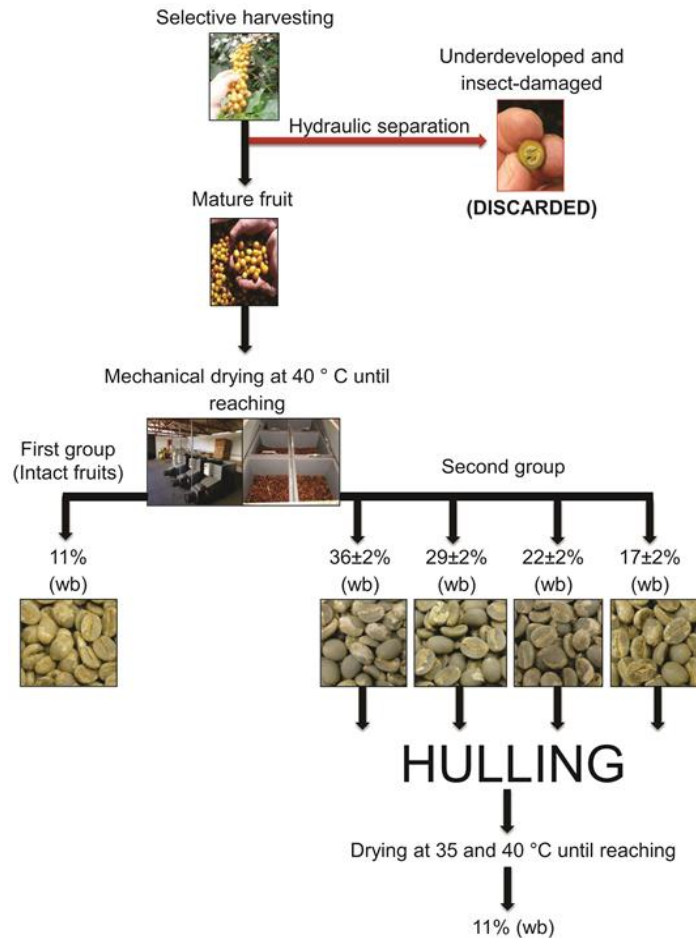 Selective harvesting
Underdeveloped and
insect-damaged
Hydraulic separation
(DISCARDED)
Mature fruit
Mechanical drying at 40 ° C until
reaching
First group
(Intact fruits)
Second group
11%
(wb)
36±2%
(wb)
29±2%
(wb)
22±2%
(wb)
17±2%
(wb)
HULLING
Drying at 35 and 40 °C until reaching
11% (wb)